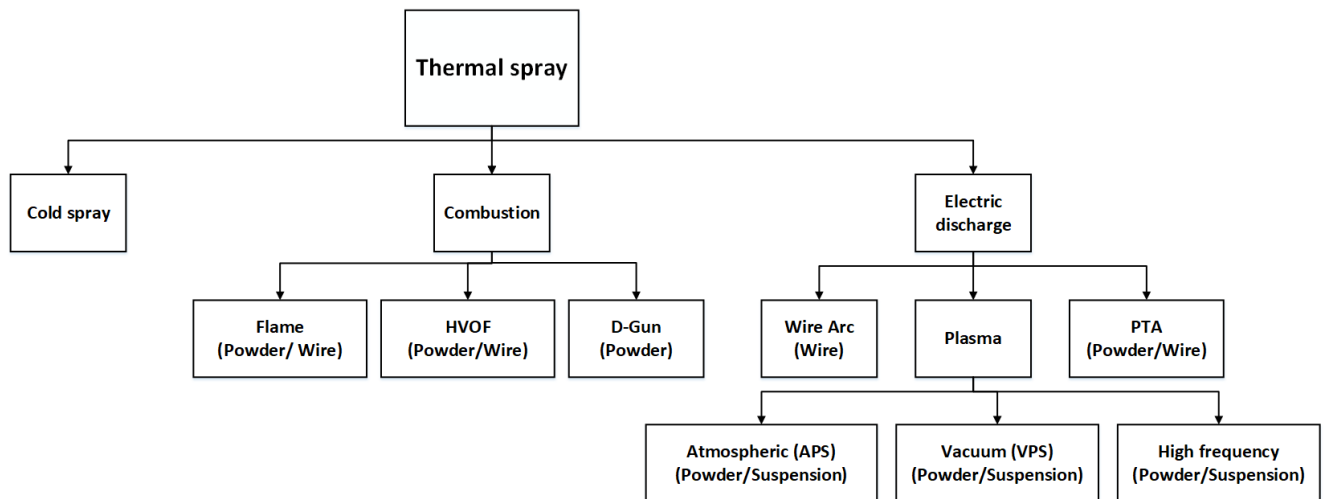 Thermal spray
Cold spray
Combustion
Electric
discharge
Flame
(Powder/ Wire)
HVOF
(Powder/Wire)
D-Gun
(Powder)
Wire Arc
(Wire)
Plasma
PTA
(Powder/Wire)
Atmospheric (APS)
(Powder/Suspension)
Vacuum (VPS)
(Powder/Suspension)
High frequency
(Powder/Suspension)